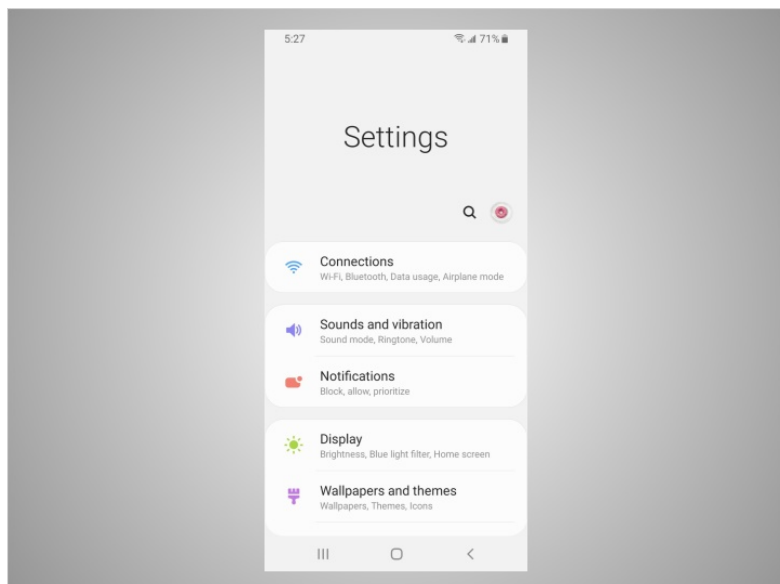 5:27
71%
Settings
Connections
Wi-Fi, Bluetooth, Data usage, Airplane mode
Sounds and vibration
Sound mode, Ringtone, Volume
Notifications
Block, allow, prioritize
Display
Brightness, Blue light filter, Home screen
Wallpapers and themes
Wallpapers, Themes, Icons